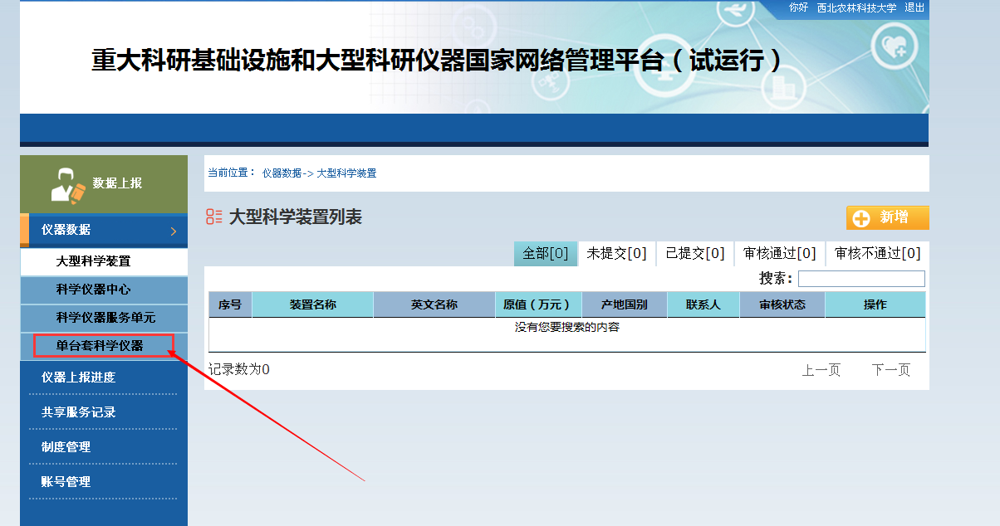 你好 西北农林科技大学 退出
重大科研基础设施和大型科研仪器国家网络管理平台（试运行）
数据上报
仪器数据
大型科学装置
科学仪器中心
科学仪器服务单元
单台套科学仪器
仪器上报进度
共享服务记录
制度管理
账号管理
当前位置： 仪器数据-> 大型科学装置
大型科学装置列表
新增
全部[0] 未提交[0] 已提交[0] 审核通过[0] 审核不通过[0]
搜索：
序号 装置名称 英文名称 原值（万元） 产地国别 联系人 审核状态 操作
没有您要搜索的内容
记录数为0 上一页 下一页